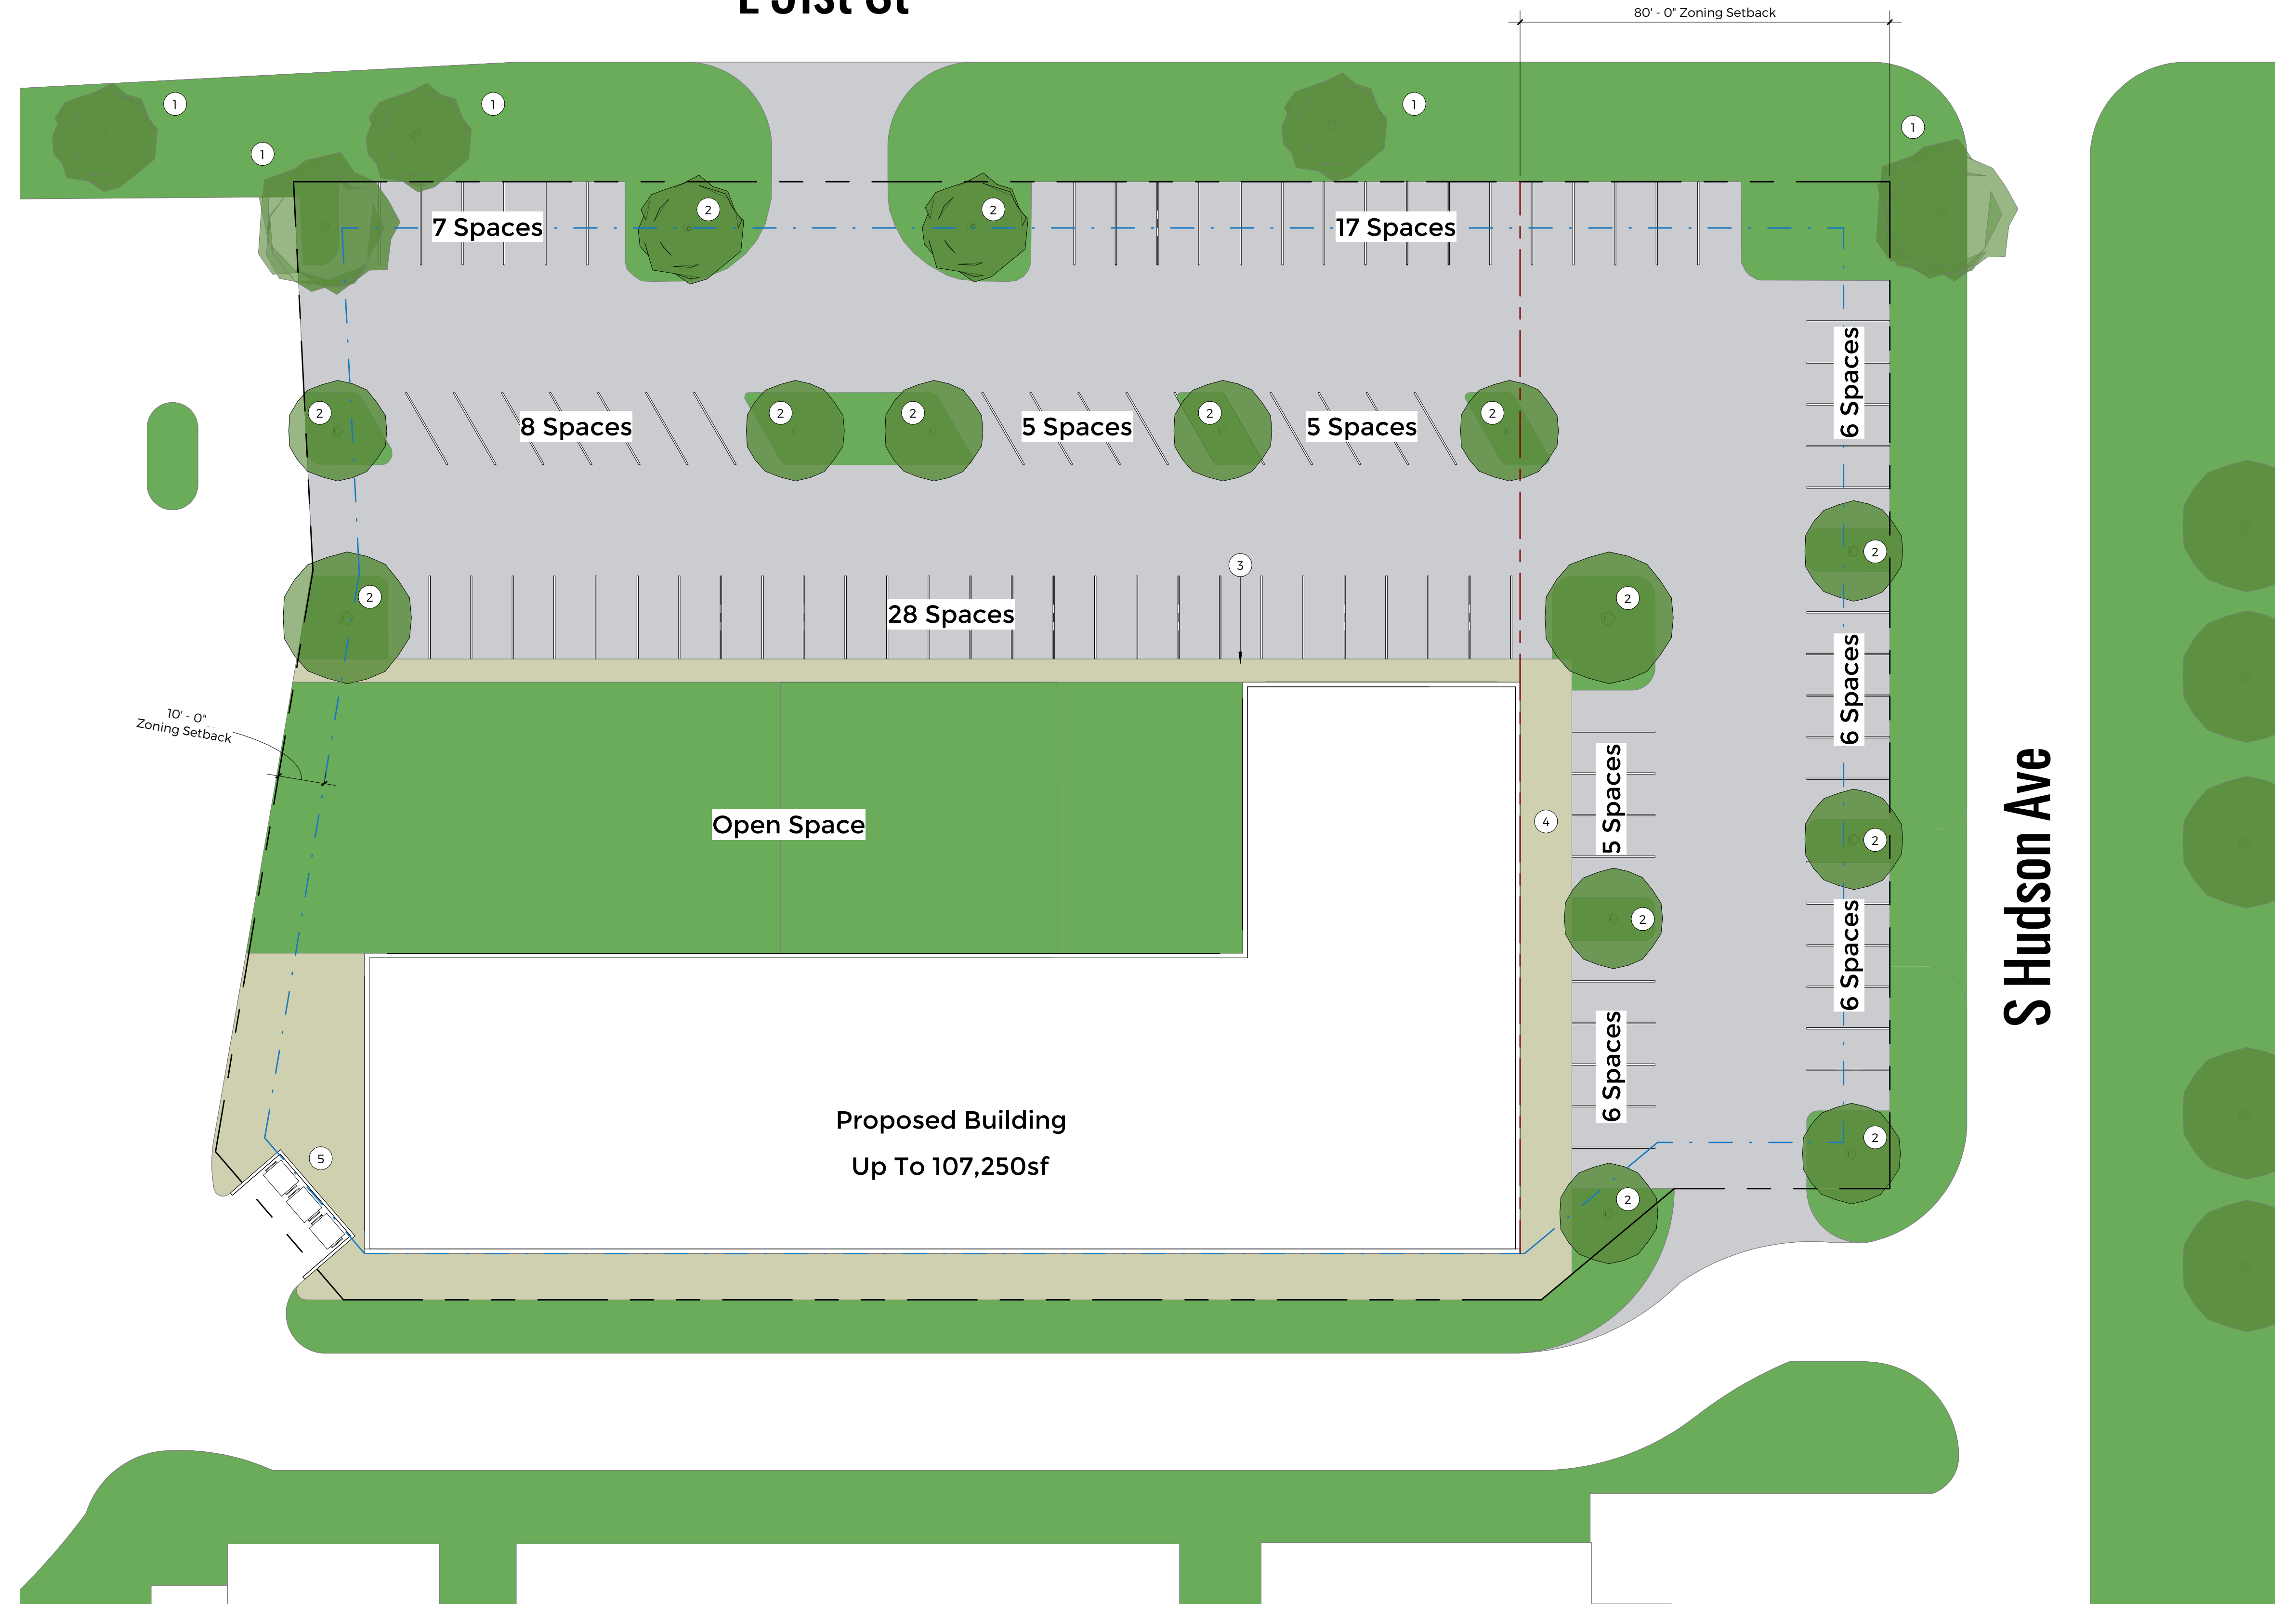 80' - 0" Zoning Setback
1
1
1
1
1
2
2
7 Spaces
17 Spaces
6 Spaces
2
2
2
2
2
8 Spaces
5 Spaces
5 Spaces
2
3
2
2
28 Spaces
6 Spaces
10' - 0"
Zoning Setback
5 Spaces
Open Space
4
2
S Hudson Ave
2
6 Spaces
6 Spaces
Proposed Building
Up To 107,250sf
5
2
2